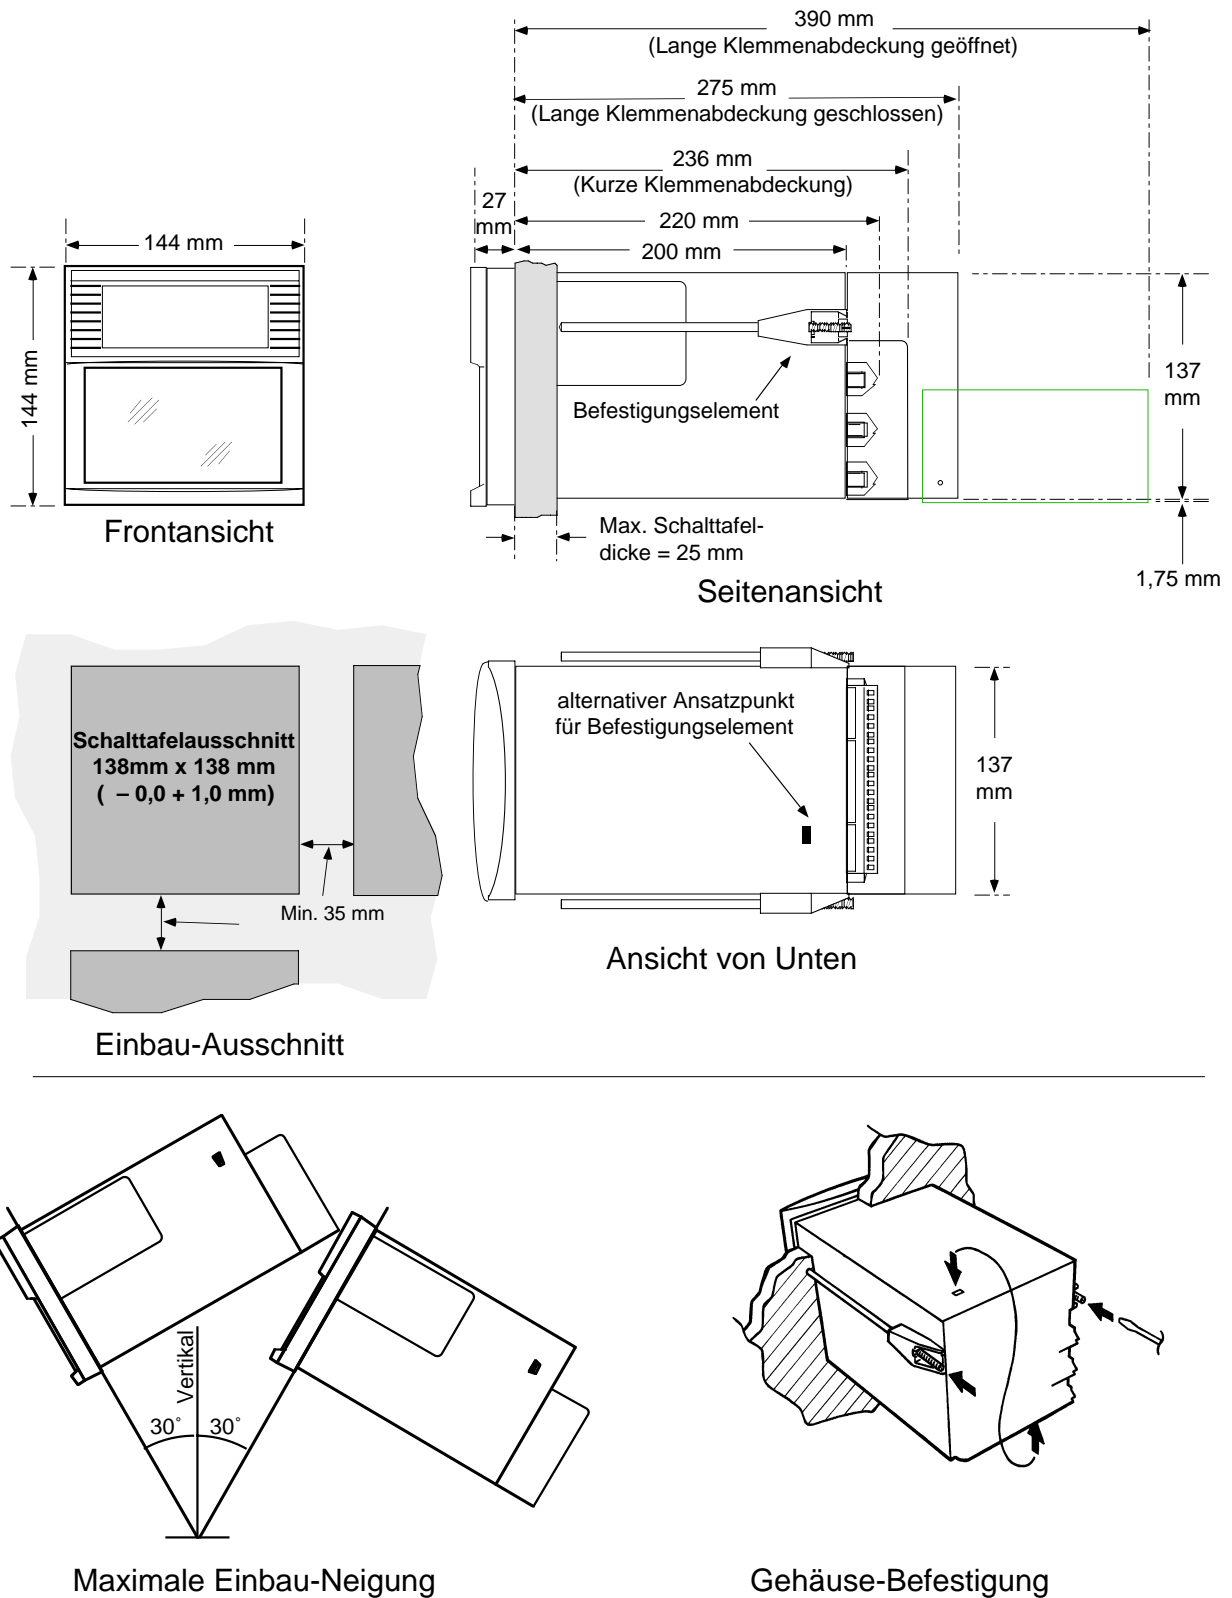 390 mm
(Lange Klemmenabdeckung geöffnet)
275 mm
(Lange Klemmenabdeckung geschlossen)
236 mm
(Kurze Klemmenabdeckung)
27
mm
220 mm
200 mm
144 mm
144 mm
Befestigungselement
137
mm
Frontansicht
Max. Schalttafel-
dicke = 25 mm
1,75 mm
Seitenansicht
Schalttafelausschnitt
138mm x 138 mm
( – 0,0 + 1,0 mm)
Min. 35 mm
Einbau-Ausschnitt
alternativer Ansatzpunkt
für Befestigungselement
137
mm
Ansicht von Unten
Vertikal
30°
30°
Maximale Einbau-Neigung
Gehäuse-Befestigung